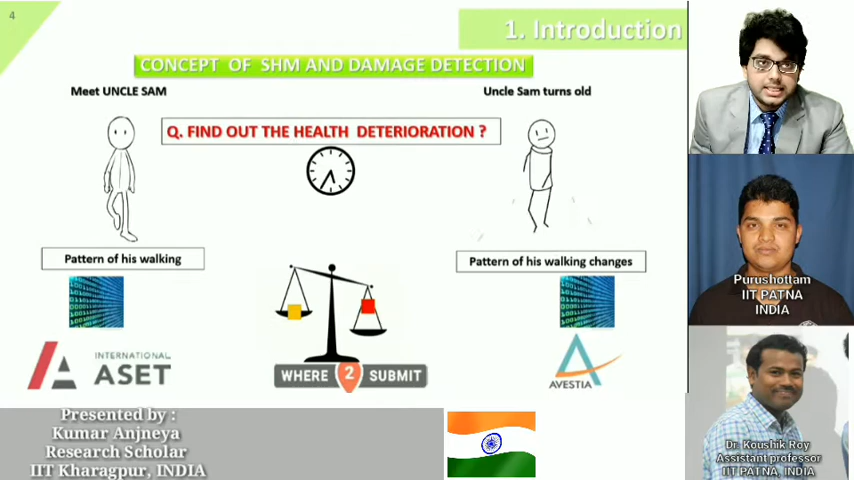 4
1. Introduction
CONCEPT OF SHM AND DAMAGE DETECTION
Meet UNCLE SAM
Uncle Sam turns old
Q. FIND OUT THE HEALTH DETERIORATION ?
Pattern of his walking
Pattern of his walking changes
INTERNATIONAL
ASET
WHERE 2 SUBMIT
AVESTIA
Presented by :
Kumar Anjneya
Research Scholar
IIT Kharagpur, INDIA
Purushottam
IIT PATNA
INDIA
Dr. Koushik Roy
Assistant professor
IIT PATNA, INDIA